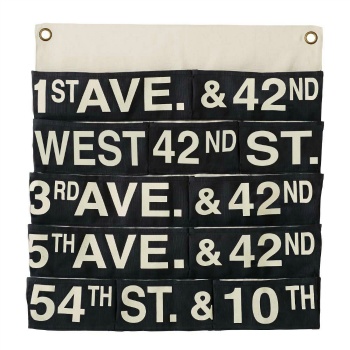 1ST AVE. & 42ND
WEST 42ND ST.
3RD AVE. & 42ND
5TH AVE. & 42ND
54TH ST. & 10TH